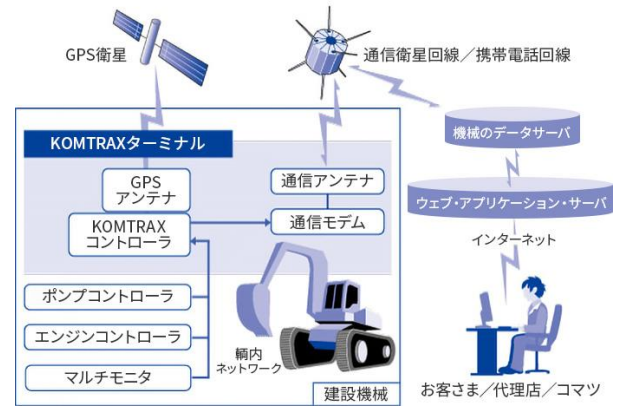 GPS衛星
通信衛星回線／携帯電話回線
KOMTRAXターミナル
GPS
アンテナ
KOMTRAX
コントローラ
通信アンテナ
通信モデム
ポンプコントローラ
エンジンコントローラ
マルチモニタ
輌内
ネットワーク
建設機械
機械のデータサーバ
ウェブ・アプリケーション・サーバ
インターネット
お客さま／代理店／コマツ